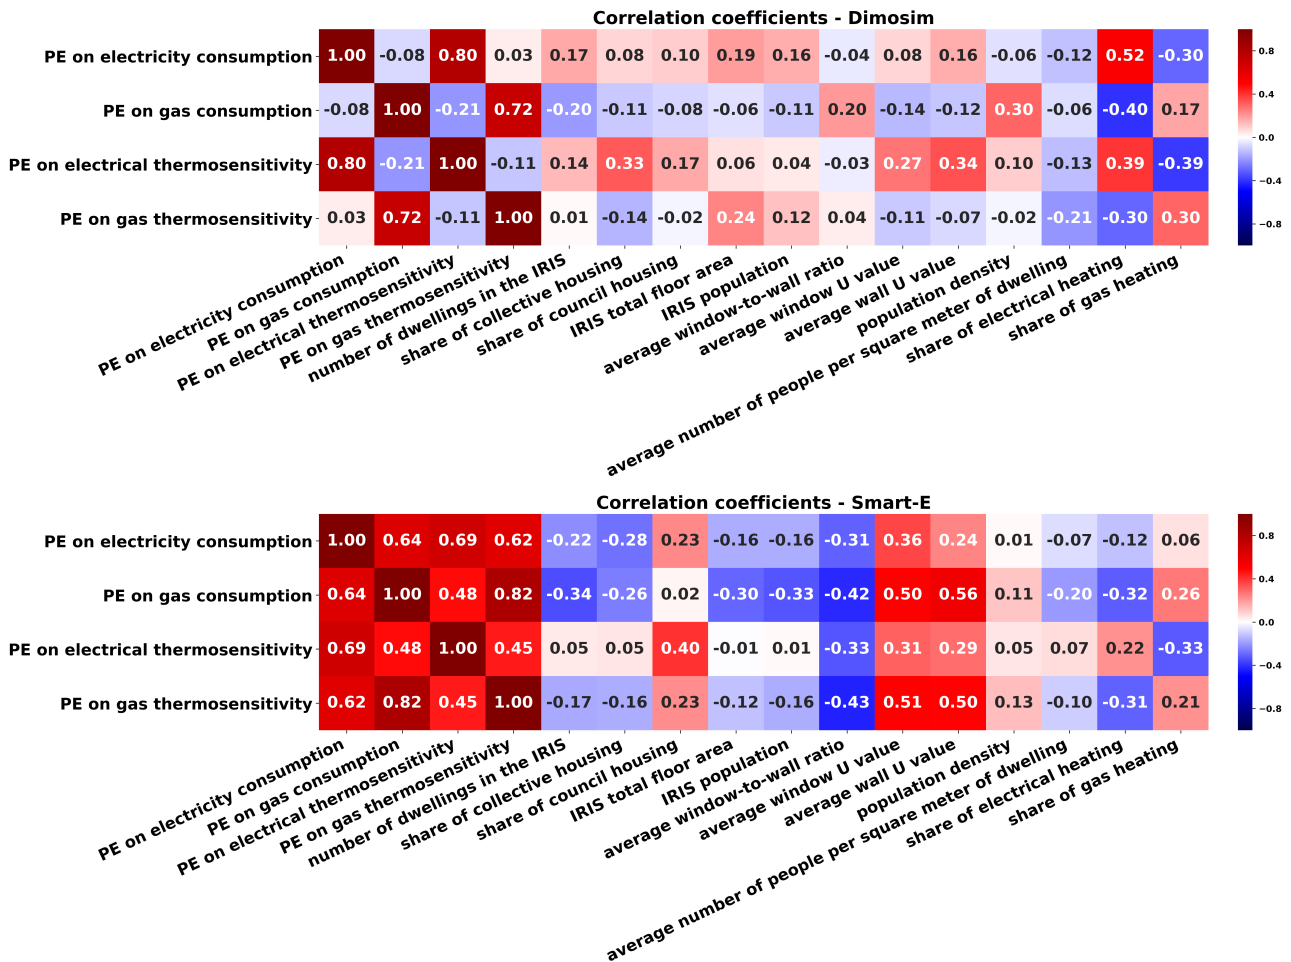 Correlation coefficients - Dimosim
PE on electricity consumption 1.00 -0.08 0.80 0.03 0.17 0.08 0.10 0.19 0.16 -0.04 0.08 0.16 -0.06 -0.12 0.52 -0.30
PE on gas consumption -0.08 1.00 -0.21 0.72 -0.20 -0.11 -0.08 -0.06 -0.11 0.20 -0.14 -0.12 0.30 -0.06 -0.40 0.17
PE on electrical thermosensitivity 0.80 -0.21 1.00 -0.11 0.14 0.33 0.17 0.06 0.04 -0.03 0.27 0.34 0.10 -0.13 0.39 -0.39
PE on gas thermosensitivity 0.03 0.72 -0.11 1.00 0.01 -0.14 -0.02 0.24 0.12 0.04 -0.11 -0.07 -0.02 -0.21 -0.30 0.30
0.8
0.4
0.0
−0.4
−0.8
PE on electricity consumption
PE on gas consumption
PE on electrical thermosensitivity
PE on gas thermosensitivity
number of dwellings in the IRIS
share of collective housing
share of council housing
IRIS total floor area
IRIS population
average window-to-wall ratio
average window U value
average wall U value
population density
average number of people per square meter of dwelling
share of electrical heating
share of gas heating
Correlation coefficients - Smart-E
PE on electricity consumption 1.00 0.64 0.69 0.62 -0.22 -0.28 0.23 -0.16 -0.16 -0.31 0.36 0.24 0.01 -0.07 -0.12 0.06
PE on gas consumption 0.64 1.00 0.48 0.82 -0.34 -0.26 0.02 -0.30 -0.33 -0.42 0.50 0.56 0.11 -0.20 -0.32 0.26
PE on electrical thermosensitivity 0.69 0.48 1.00 0.45 0.05 0.05 0.40 -0.01 0.01 -0.33 0.31 0.29 0.05 0.07 0.22 -0.33
PE on gas thermosensitivity 0.62 0.82 0.45 1.00 -0.17 -0.16 0.23 -0.12 -0.16 -0.43 0.51 0.50 0.13 -0.10 -0.31 0.21
0.8
0.4
0.0
−0.4
−0.8
PE on electricity consumption
PE on gas consumption
PE on electrical thermosensitivity
PE on gas thermosensitivity
number of dwellings in the IRIS
share of collective housing
share of council housing
IRIS total floor area
IRIS population
average window-to-wall ratio
average window U value
average wall U value
population density
average number of people per square meter of dwelling
share of electrical heating
share of gas heating